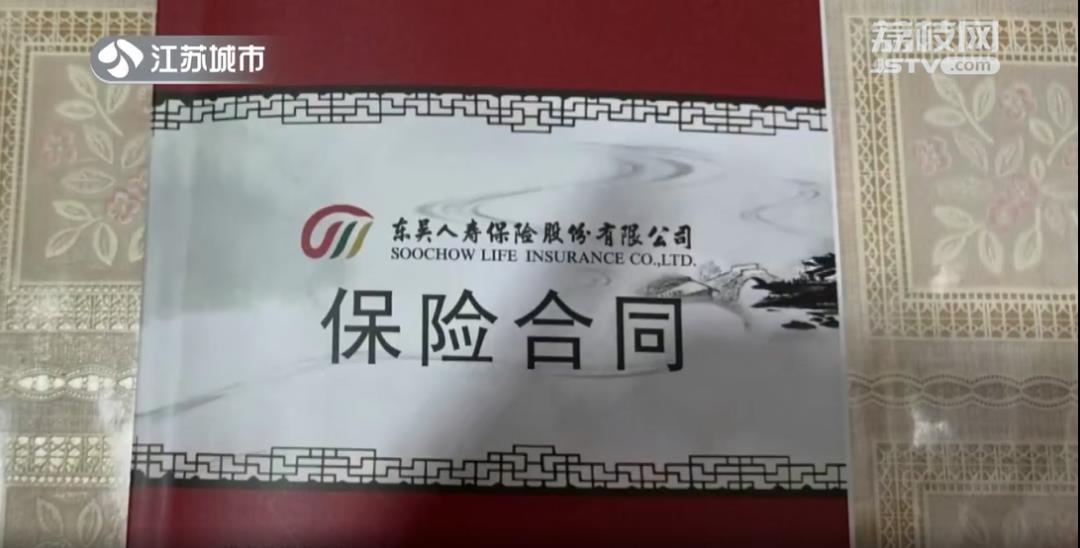 江苏城市
荔枝网
JSTV.com
东吴人寿保险股份有限公司
SOOCHOW LIFE INSURANCE CO.,LTD.
保险合同